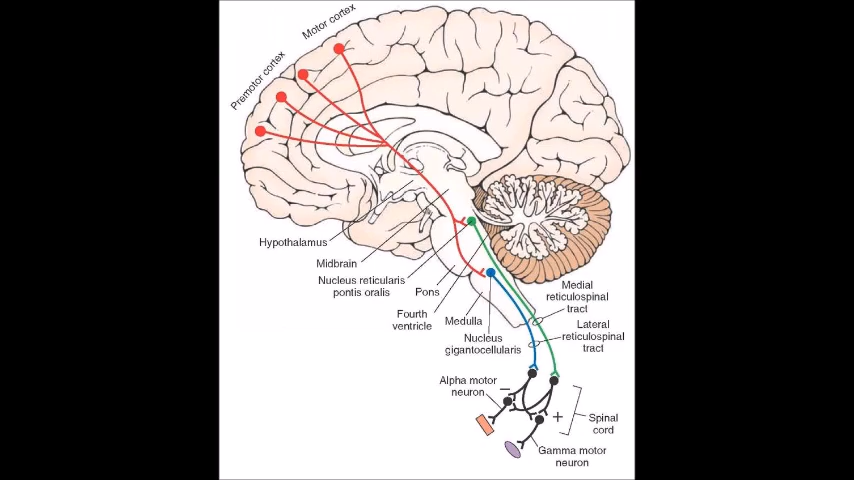 Motor cortex
Premotor cortex
Hypothalamus
Midbrain
Nucleus reticularis
pontis oralis
Pons
Fourth
ventricle
Medulla
Nucleus
gigantocellularis
Medial
reticulospinal
tract
Lateral
reticulospinal
tract
Alpha motor
neuron
−
+
Spinal
cord
Gamma motor
neuron